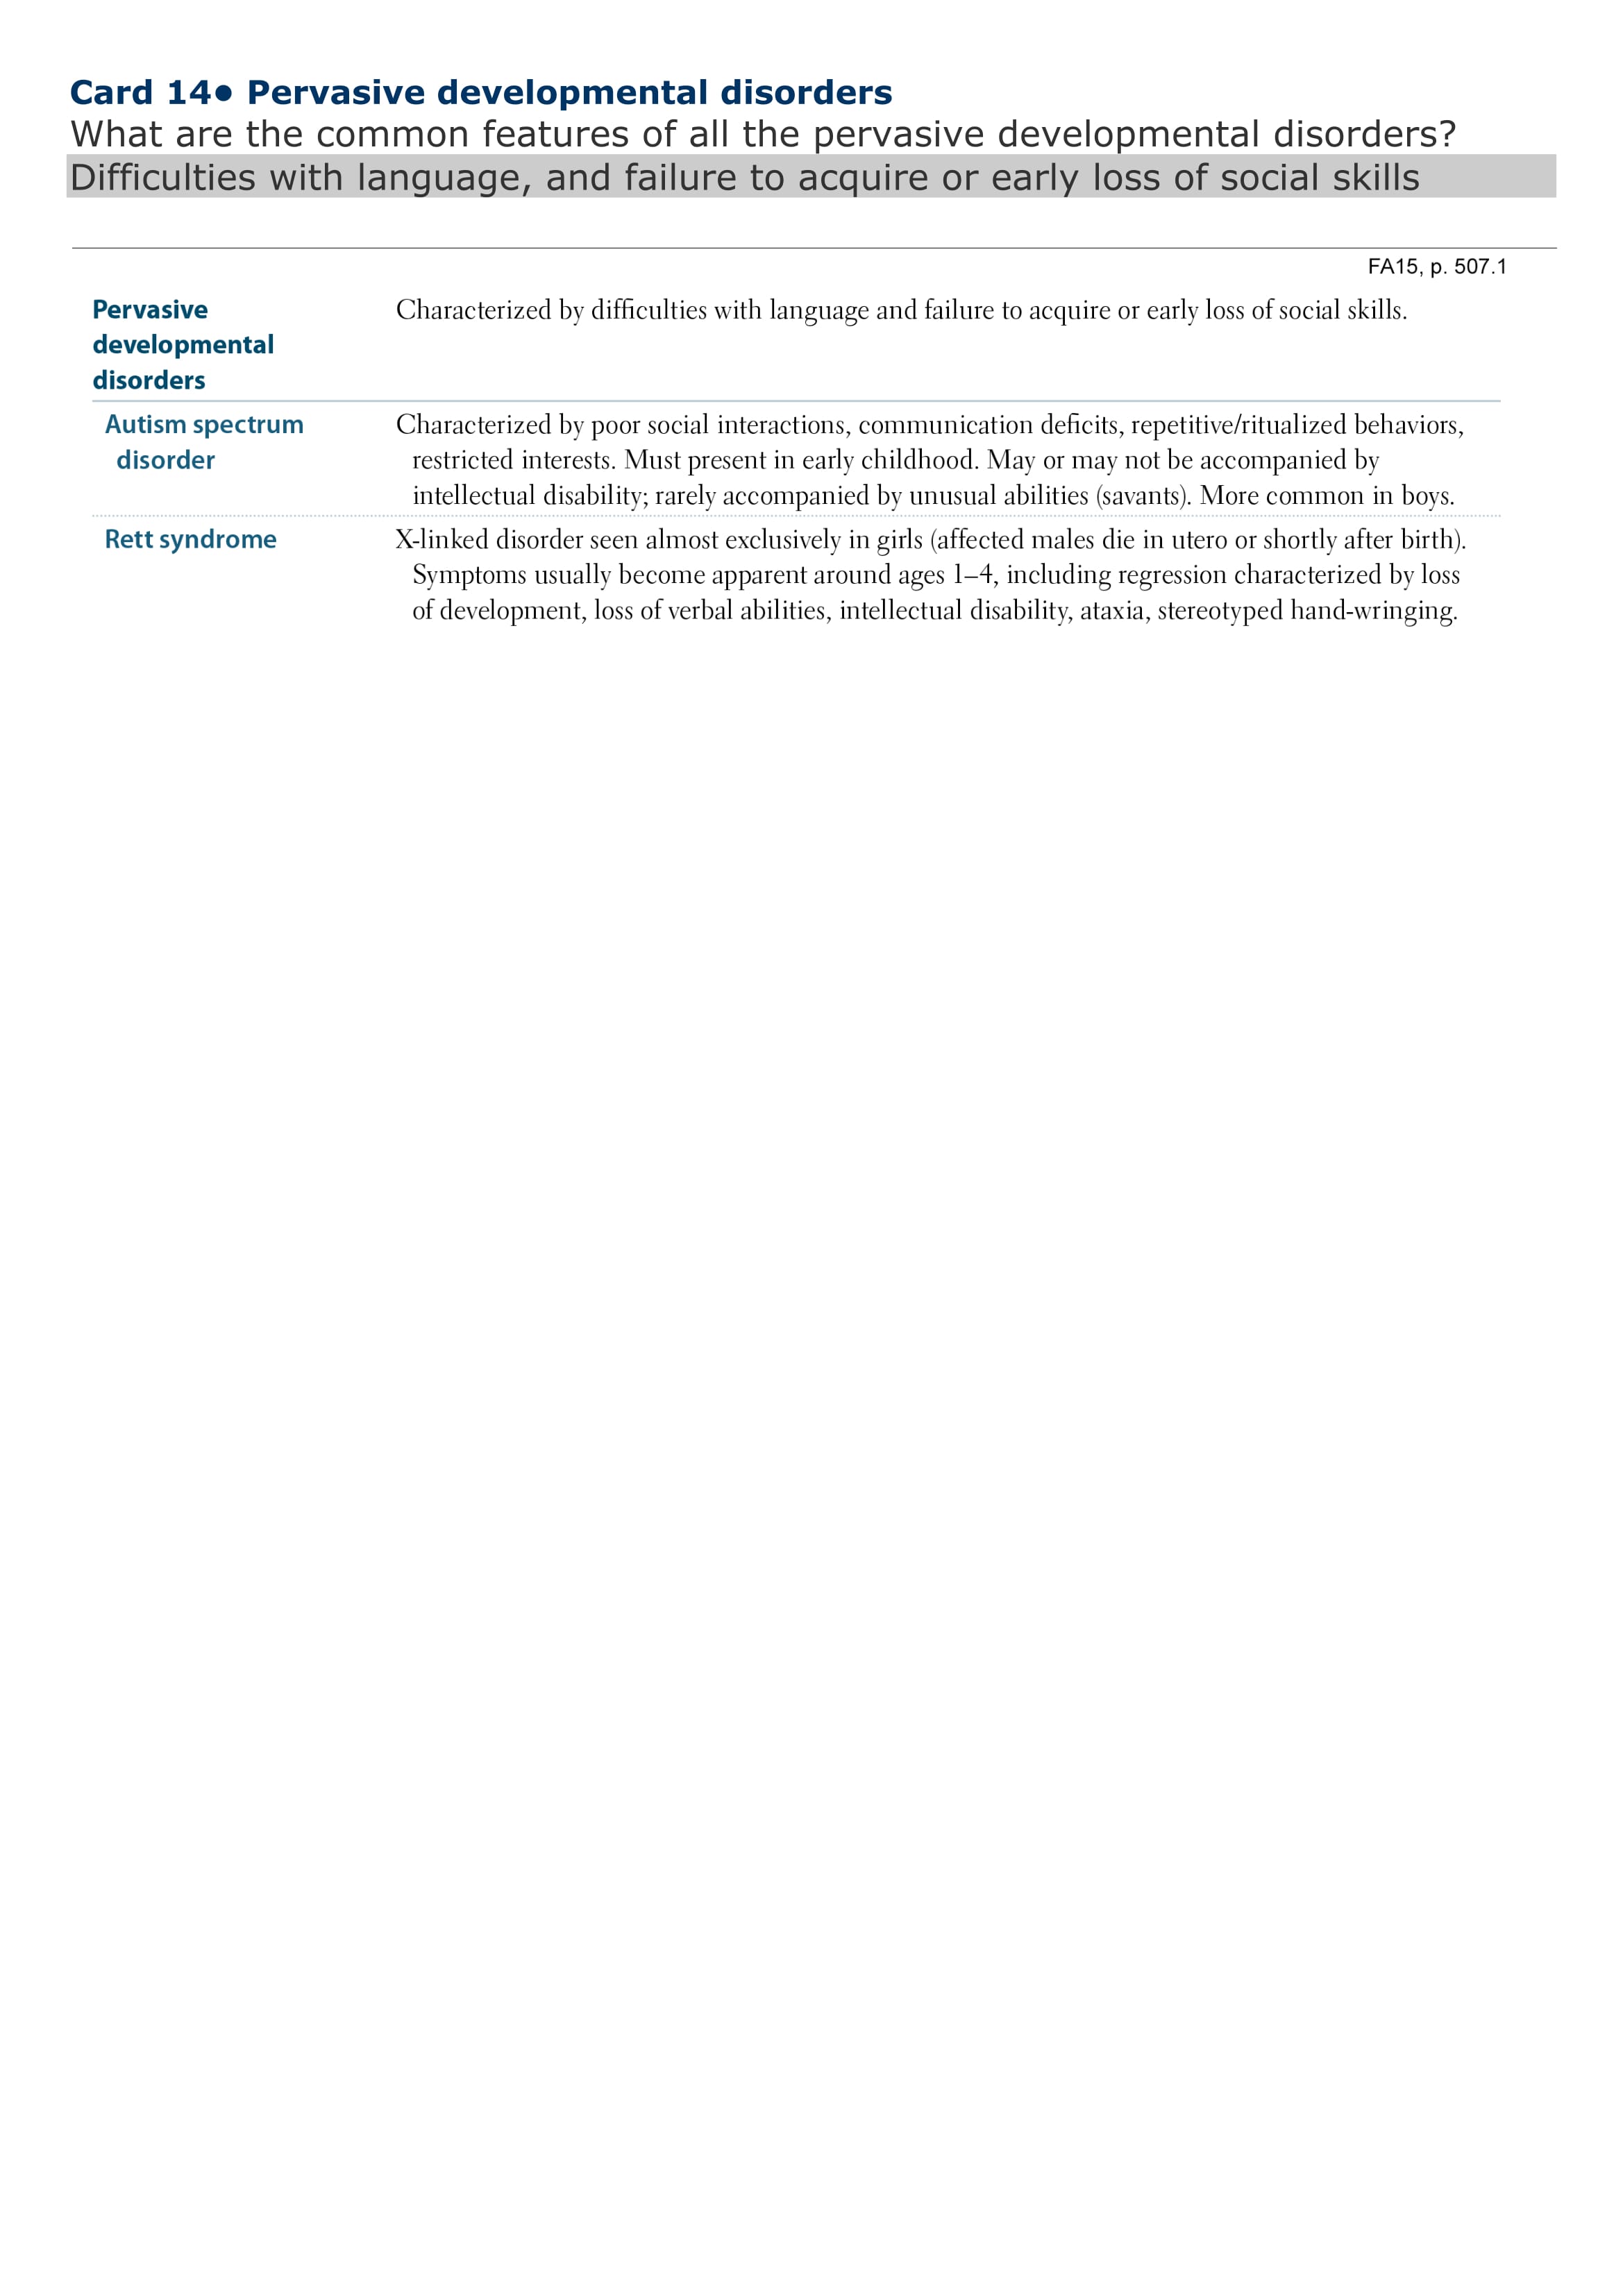 Card 14• Pervasive developmental disorders
What are the common features of all the pervasive developmental disorders?
Difficulties with language, and failure to acquire or early loss of social skills
FA15, p. 507.1
Pervasive developmental disorders
Characterized by difficulties with language and failure to acquire or early loss of social skills.
Autism spectrum disorder
Characterized by poor social interactions, communication deficits, repetitive/ritualized behaviors,
restricted interests. Must present in early childhood. May or may not be accompanied by
intellectual disability; rarely accompanied by unusual abilities (savants). More common in boys.
Rett syndrome
X-linked disorder seen almost exclusively in girls (affected males die in utero or shortly after birth).
Symptoms usually become apparent around ages 1–4, including regression characterized by loss
of development, loss of verbal abilities, intellectual disability, ataxia, stereotyped hand-wringing.